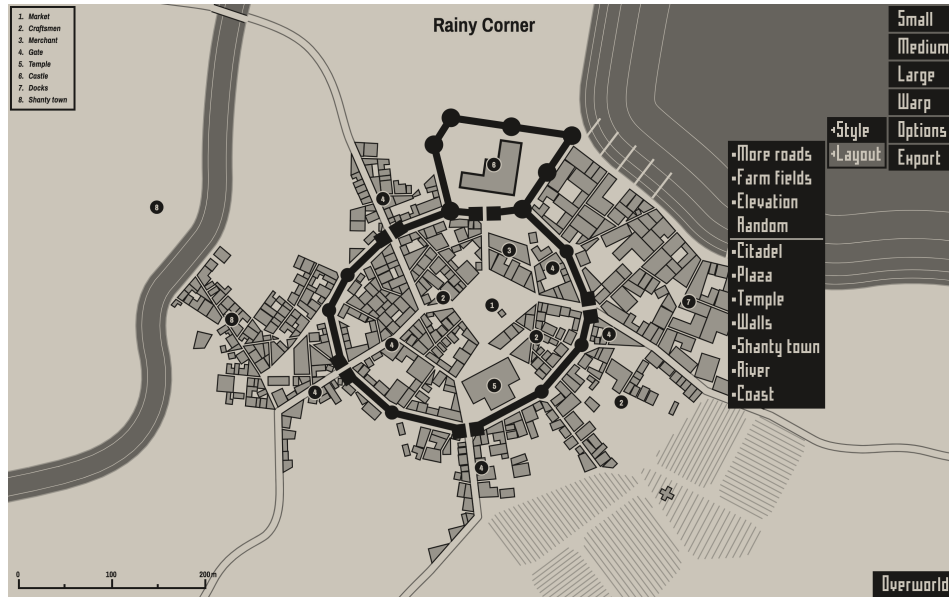 Rainy Corner
1. Market
2. Craftsmen
3. Merchant
4. Gate
5. Temple
6. Castle
7. Docks
8. Shanty town
Small
Medium
Large
Warp
Options
Export
Style
Layout
More roads
Farm fields
Elevation
Random
Citadel
Plaza
Temple
Walls
Shanty town
River
Coast
6
8
4
3
4
2
1
7
8
4
2
4
5
4
2
4
0 100 200m
Overworld